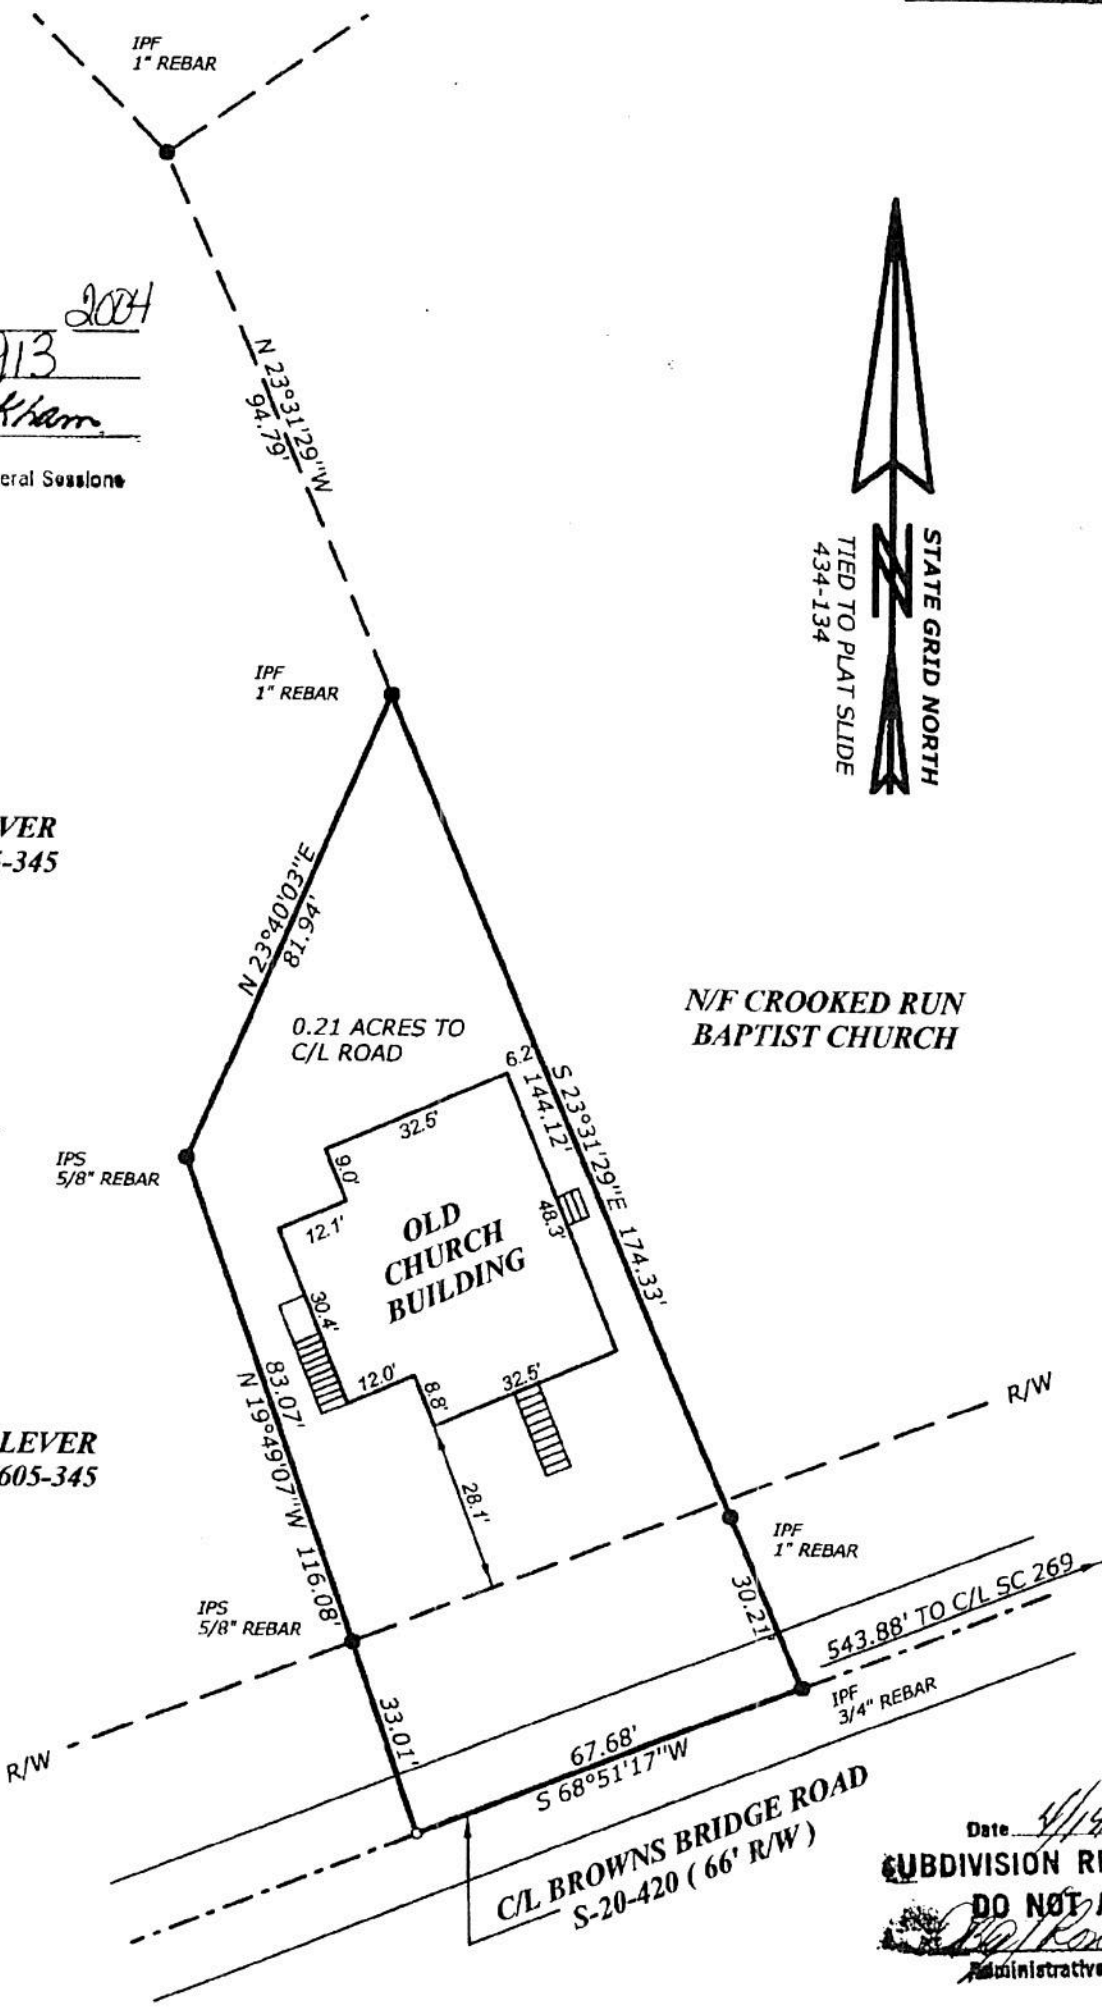 IPF
1" REBAR
2004
913
eral Sessions
N 23°31'29"W
94.79'
STATE GRID NORTH
N
TIED TO PLAT SLIDE
434-134
IPF
1" REBAR
VER
-345
N 23°40'03"E
81.94'
0.21 ACRES TO
C/L ROAD
N/F CROOKED RUN
BAPTIST CHURCH
6.2'
144.12'
S 23°31'29"E 174.33'
IPS
5/8" REBAR
32.5'
9.0'
12.1'
48.3'
OLD
CHURCH
BUILDING
30.4'
12.0'
8.8'
32.5'
83.07'
N 19°49'07"W 116.08'
LEVER
605-345
28.1'
R/W
IPF
1" REBAR
IPS
5/8" REBAR
30.21'
543.88' TO C/L SC 269
IPF
3/4" REBAR
33.01'
R/W
67.68'
S 68°51'17"W
C/L BROWNS BRIDGE ROAD
S-20-420 ( 66' R/W )
Date
SUBDIVISION RE
DO NOT A
Administrative